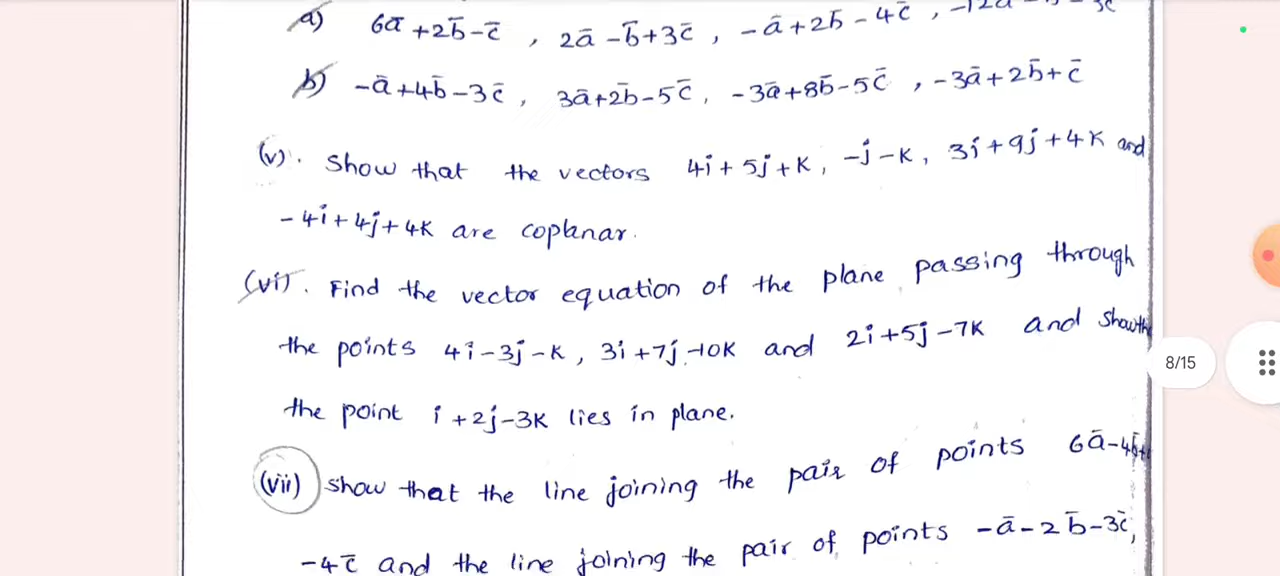 a) 6ā + 2b̄ - c̄ , 2ā - b̄ + 3c̄ , - ā + 2b̄ - 4c̄ ,
b) -ā + 4b̄ - 3c̄ , 3ā + 2b̄ - 5c̄ , - 3ā + 8b̄ - 5c̄ , -3ā + 2b̄ + c̄
(v). Show that the vectors 4i + 5j + K, -j - K, 3i + 9j + 4K and
- 4i + 4j + 4K are coplanar.
(vi). Find the vector equation of the plane passing through
the points 4i - 3j - K, 3i + 7j - 10K and 2i + 5j - 7K and show
the point i + 2j - 3K lies in plane.
(vii) show that the line joining the pair of points 6ā - 4b̄
-4c̄ and the line joining the pair of points -ā - 2b̄ - 3c̄,
8/15